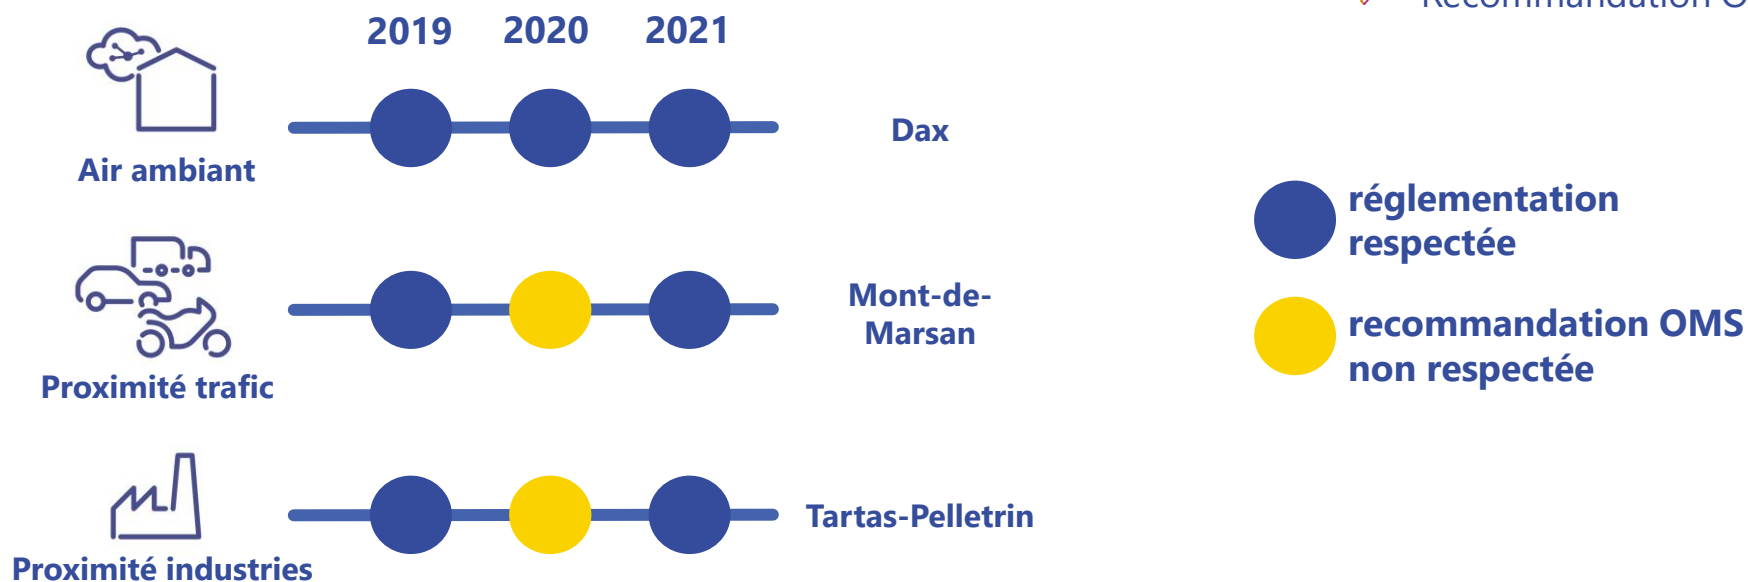 Recommandation O
2019 2020 2021
Air ambiant
Dax
réglementation
respectée
Proximité trafic
Mont-de-
Marsan
recommandation OMS
non respectée
Proximité industries
Tartas-Pelletrin